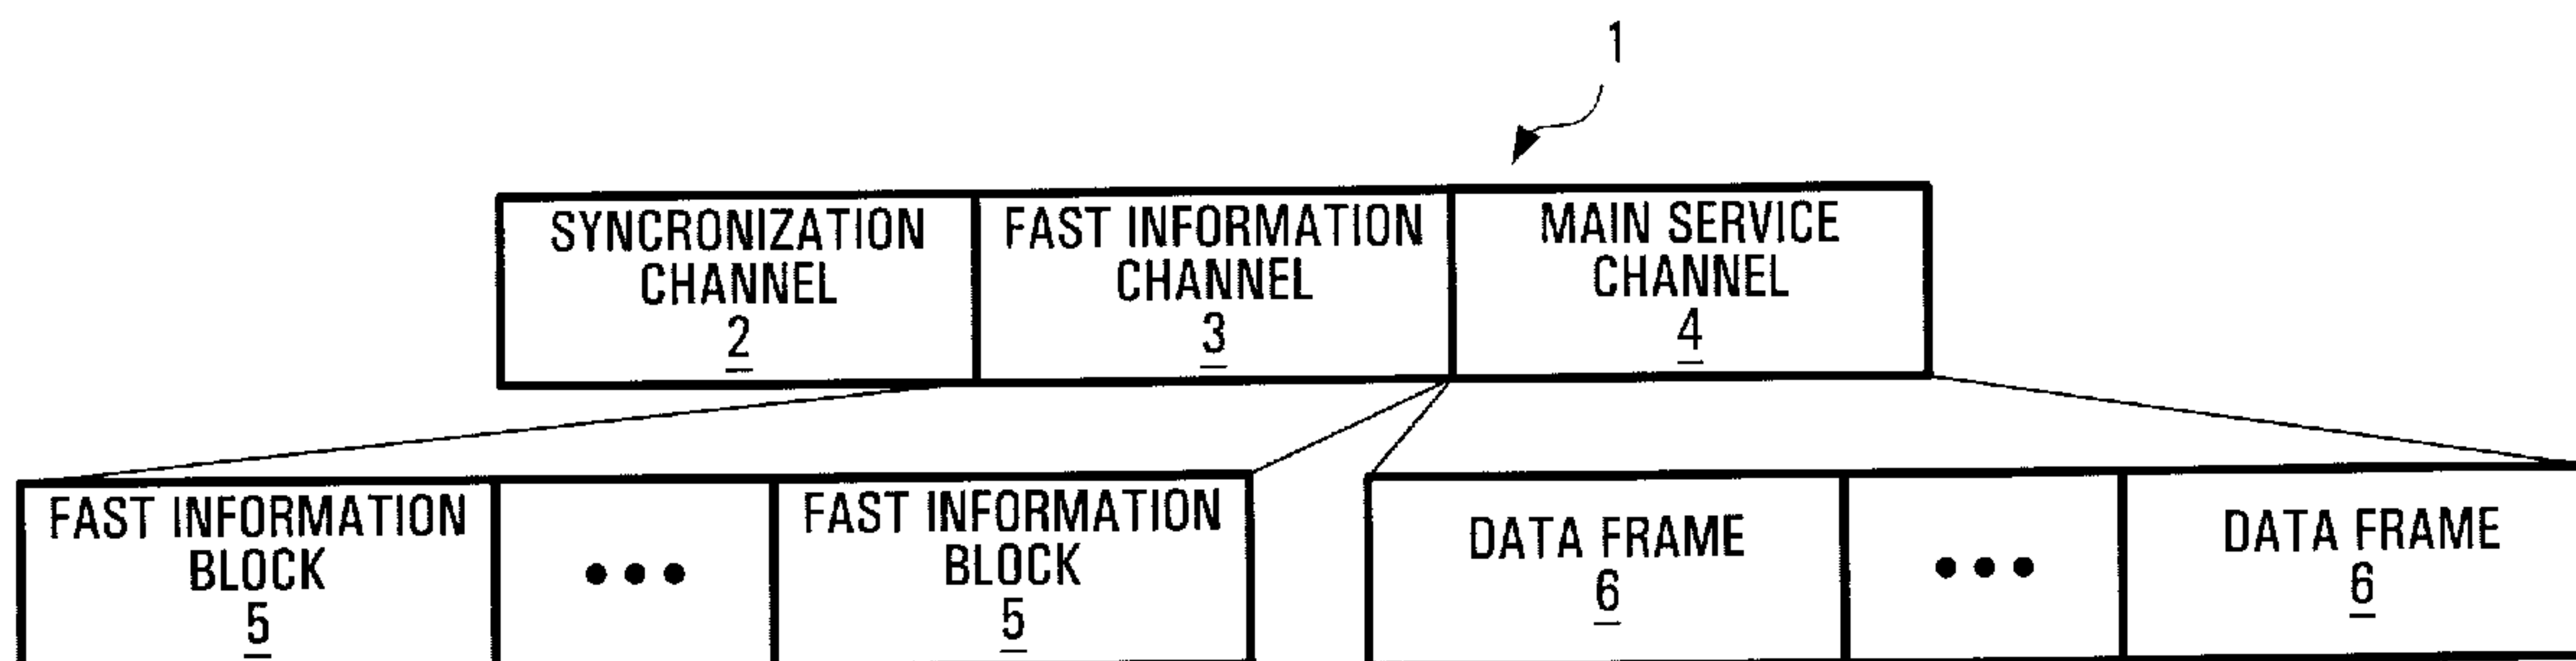 1
SYNCRONIZATION
CHANNEL
2
FAST INFORMATION
CHANNEL
3
MAIN SERVICE
CHANNEL
4
FAST INFORMATION
BLOCK
5
•••
FAST INFORMATION
BLOCK
5
DATA FRAME
6
•••
DATA FRAME
6